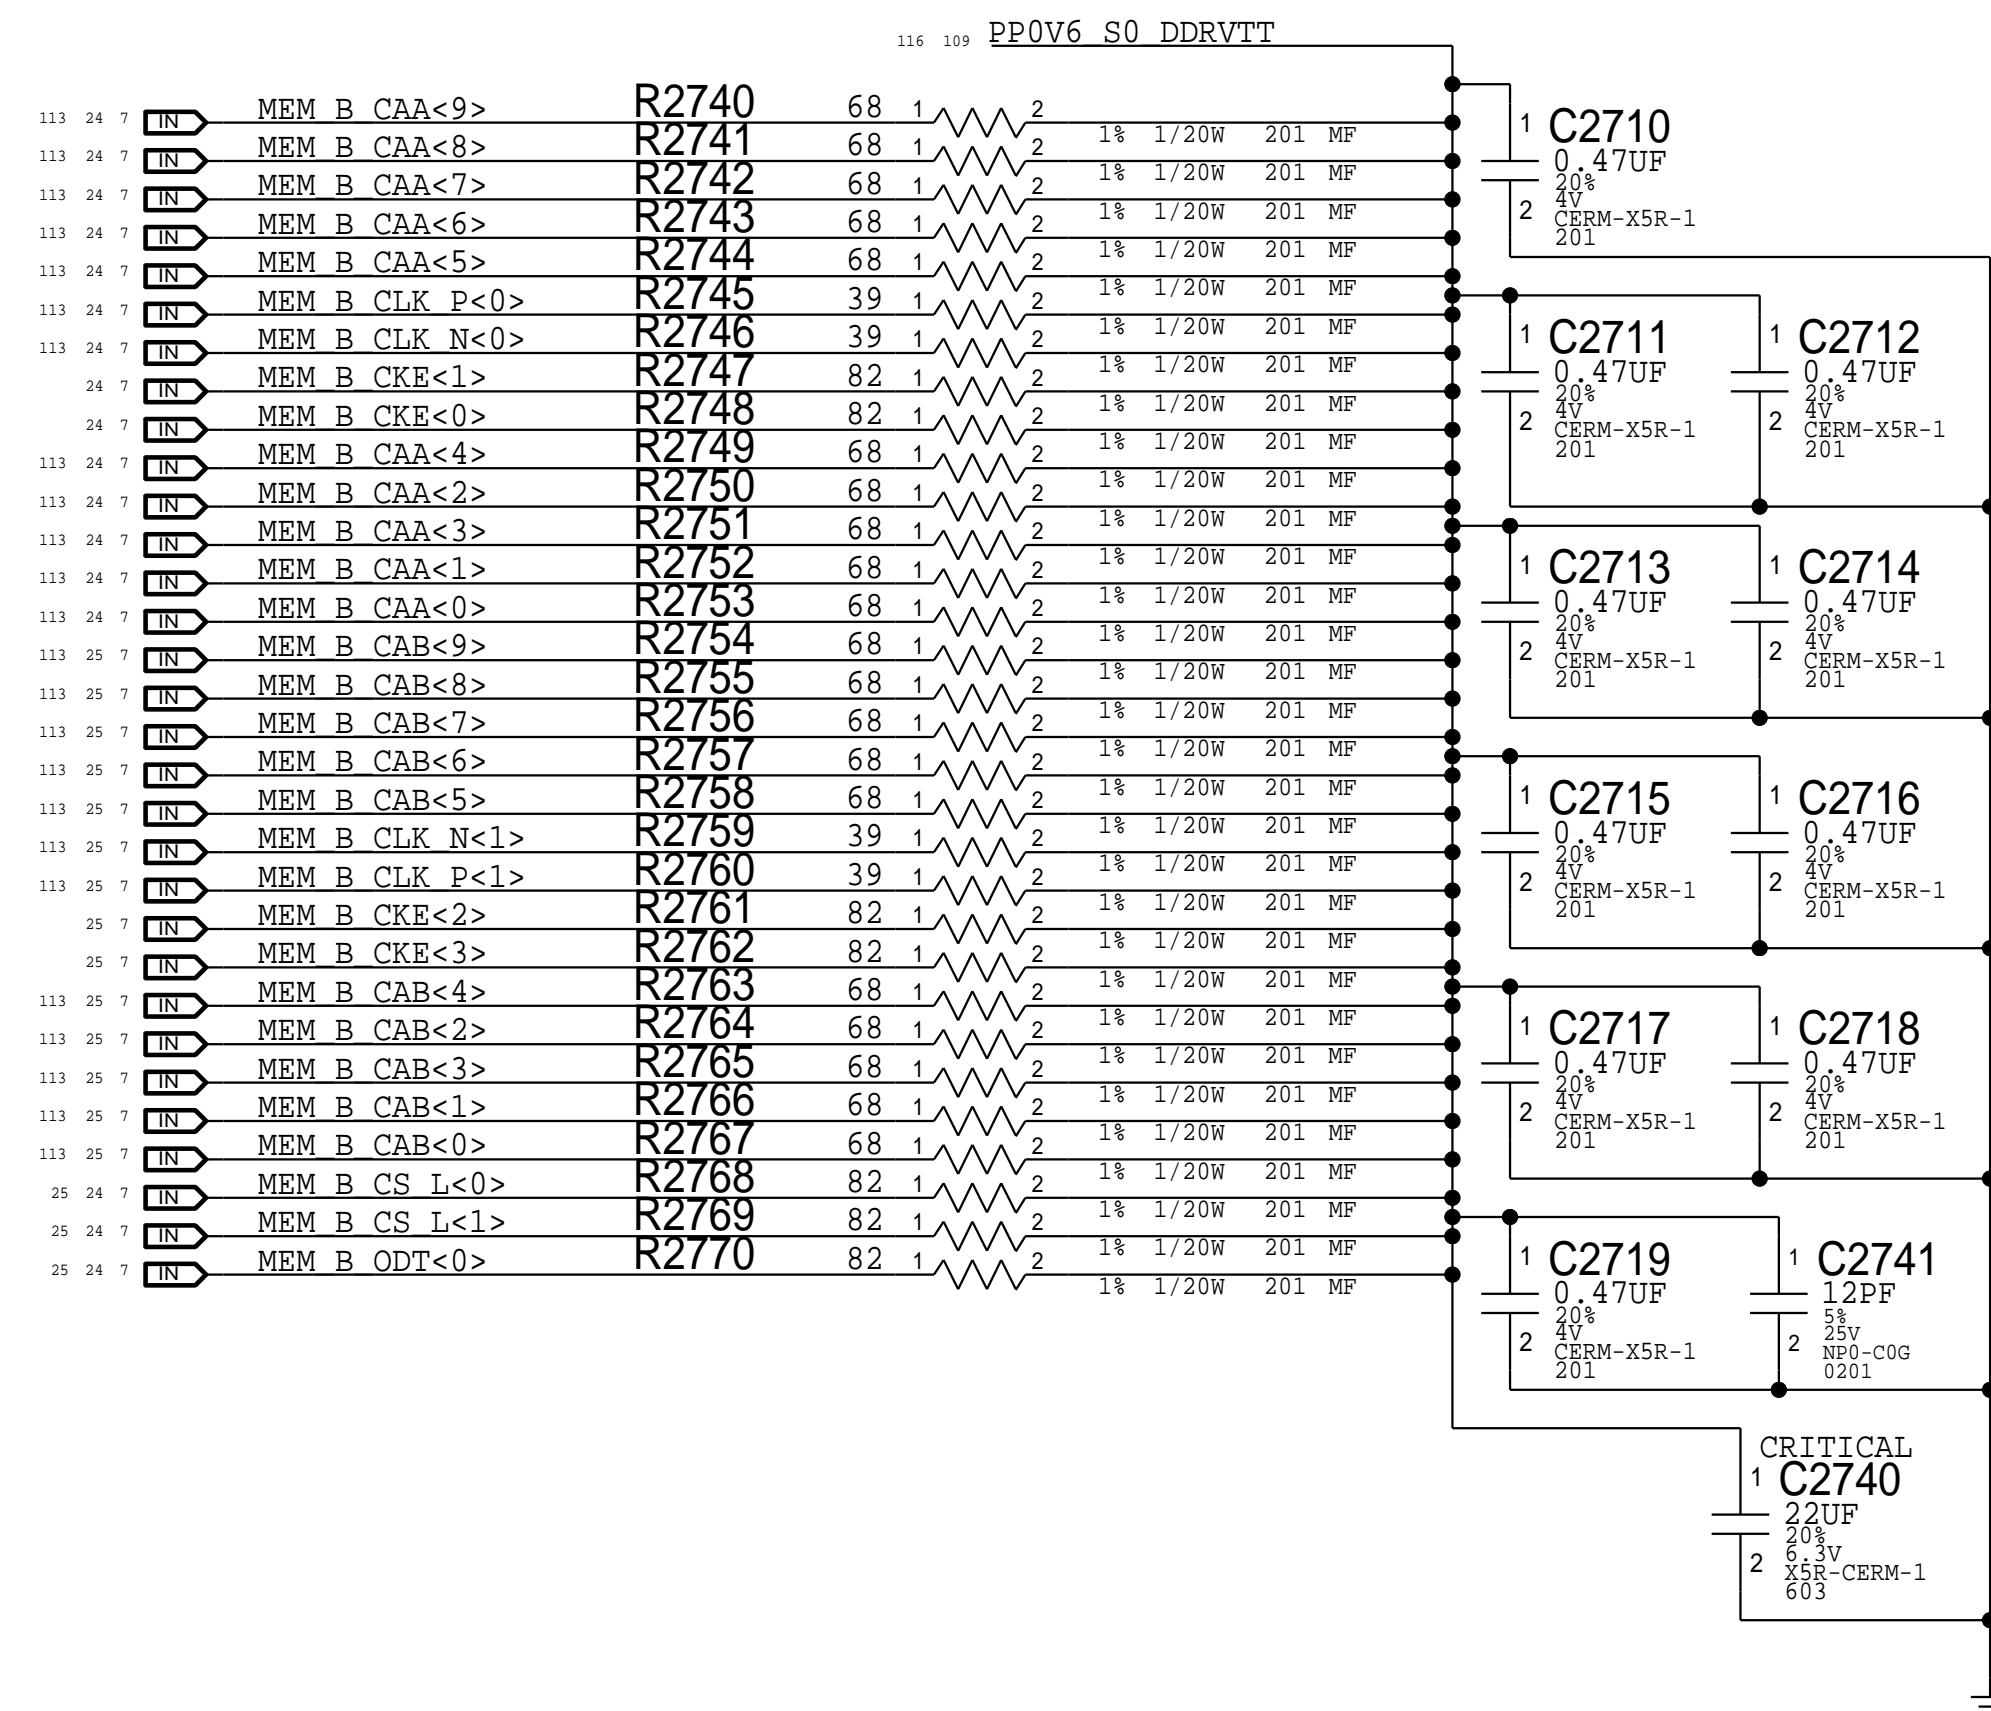 116 109 PP0V6_S0_DDRVTT
113 24 7 IN MEM_B_CAA<9> R2740 68 1 2 1% 1/20W 201 MF
113 24 7 IN MEM_B_CAA<8> R2741 68 1 2 1% 1/20W 201 MF
113 24 7 IN MEM_B_CAA<7> R2742 68 1 2 1% 1/20W 201 MF
113 24 7 IN MEM_B_CAA<6> R2743 68 1 2 1% 1/20W 201 MF
113 24 7 IN MEM_B_CAA<5> R2744 68 1 2 1% 1/20W 201 MF
113 24 7 IN MEM_B_CLK_P<0> R2745 39 1 2 1% 1/20W 201 MF
113 24 7 IN MEM_B_CLK_N<0> R2746 39 1 2 1% 1/20W 201 MF
24 7 IN MEM_B_CKE<1> R2747 82 1 2 1% 1/20W 201 MF
24 7 IN MEM_B_CKE<0> R2748 82 1 2 1% 1/20W 201 MF
113 24 7 IN MEM_B_CAA<4> R2749 68 1 2 1% 1/20W 201 MF
113 24 7 IN MEM_B_CAA<2> R2750 68 1 2 1% 1/20W 201 MF
113 24 7 IN MEM_B_CAA<3> R2751 68 1 2 1% 1/20W 201 MF
113 24 7 IN MEM_B_CAA<1> R2752 68 1 2 1% 1/20W 201 MF
113 24 7 IN MEM_B_CAA<0> R2753 68 1 2 1% 1/20W 201 MF
113 25 7 IN MEM_B_CAB<9> R2754 68 1 2 1% 1/20W 201 MF
113 25 7 IN MEM_B_CAB<8> R2755 68 1 2 1% 1/20W 201 MF
113 25 7 IN MEM_B_CAB<7> R2756 68 1 2 1% 1/20W 201 MF
113 25 7 IN MEM_B_CAB<6> R2757 68 1 2 1% 1/20W 201 MF
113 25 7 IN MEM_B_CAB<5> R2758 68 1 2 1% 1/20W 201 MF
113 25 7 IN MEM_B_CLK_N<1> R2759 39 1 2 1% 1/20W 201 MF
113 25 7 IN MEM_B_CLK_P<1> R2760 39 1 2 1% 1/20W 201 MF
25 7 IN MEM_B_CKE<2> R2761 82 1 2 1% 1/20W 201 MF
25 7 IN MEM_B_CKE<3> R2762 82 1 2 1% 1/20W 201 MF
113 25 7 IN MEM_B_CAB<4> R2763 68 1 2 1% 1/20W 201 MF
113 25 7 IN MEM_B_CAB<2> R2764 68 1 2 1% 1/20W 201 MF
113 25 7 IN MEM_B_CAB<3> R2765 68 1 2 1% 1/20W 201 MF
113 25 7 IN MEM_B_CAB<1> R2766 68 1 2 1% 1/20W 201 MF
113 25 7 IN MEM_B_CAB<0> R2767 68 1 2 1% 1/20W 201 MF
25 24 7 IN MEM_B_CS_L<0> R2768 82 1 2 1% 1/20W 201 MF
25 24 7 IN MEM_B_CS_L<1> R2769 82 1 2 1% 1/20W 201 MF
25 24 7 IN MEM_B_ODT<0> R2770 82 1 2 1% 1/20W 201 MF
1 C2710
0.47UF
20%
4V
2 CERM-X5R-1
201
1 C2711
0.47UF
20%
4V
2 CERM-X5R-1
201
1 C2712
0.47UF
20%
4V
2 CERM-X5R-1
201
1 C2713
0.47UF
20%
4V
2 CERM-X5R-1
201
1 C2714
0.47UF
20%
4V
2 CERM-X5R-1
201
1 C2715
0.47UF
20%
4V
2 CERM-X5R-1
201
1 C2716
0.47UF
20%
4V
2 CERM-X5R-1
201
1 C2717
0.47UF
20%
4V
2 CERM-X5R-1
201
1 C2718
0.47UF
20%
4V
2 CERM-X5R-1
201
1 C2719
0.47UF
20%
4V
2 CERM-X5R-1
201
1 C2741
12PF
5%
25V
2 NP0-C0G
0201
CRITICAL
1 C2740
22UF
20%
6.3V
2 X5R-CERM-1
603